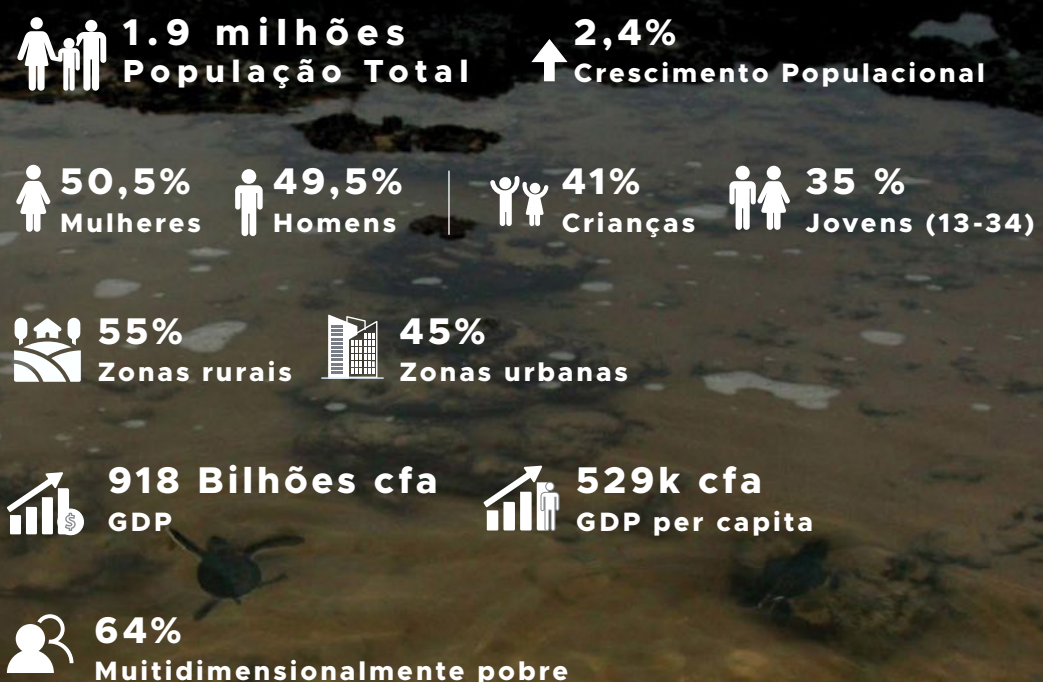 1.9 milhões
População Total
2,4%
Crescimento Populacional
50,5%
Mulheres
49,5%
Homens
41%
Crianças
35 %
Jovens (13-34)
55%
Zonas rurais
45%
Zonas urbanas
918 Bilhões cfa
GDP
529k cfa
GDP per capita
64%
Muitidimensionalmente pobre